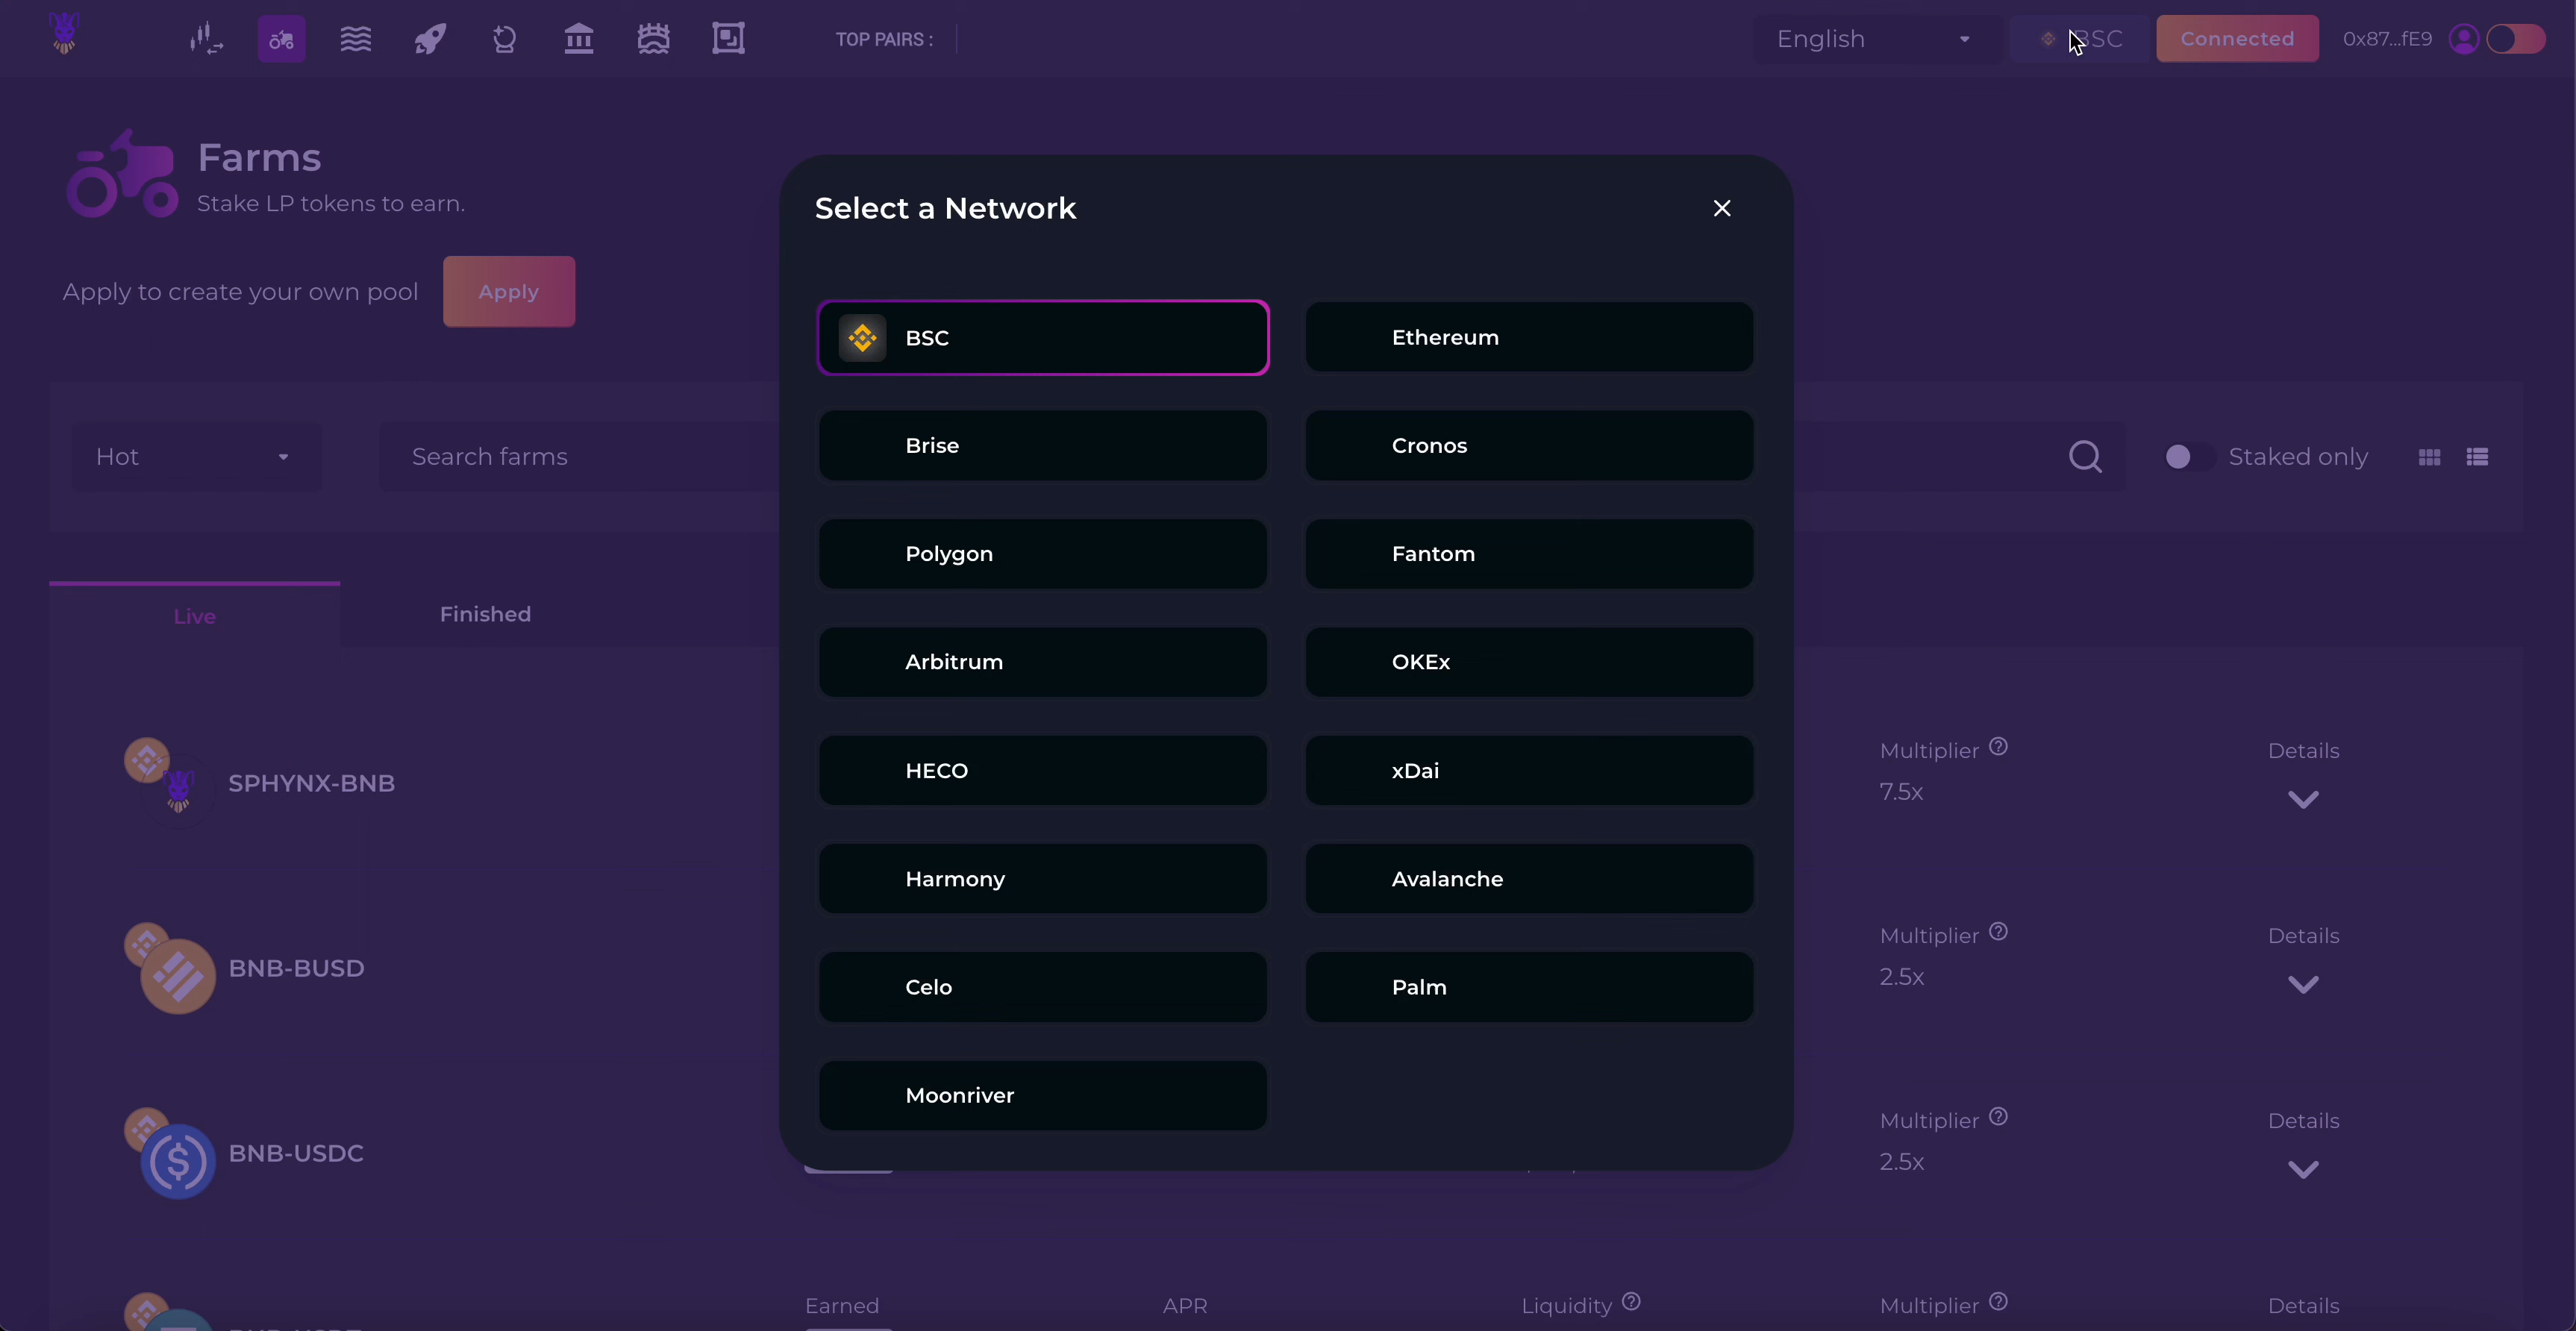 TOP PAIRS :
English
BSC
Connected
0x87...fE9
Farms
Stake LP tokens to earn.
Apply to create your own pool
Apply
Select a Network
BSC
Ethereum
Brise
Cronos
Polygon
Fantom
Arbitrum
OKEx
HECO
xDai
Harmony
Avalanche
Celo
Palm
Moonriver
Hot
Search farms
Staked only
Live
Finished
SPHYNX-BNB
Multiplier
7.5x
Details
BNB-BUSD
Multiplier
2.5x
Details
BNB-USDC
Multiplier
2.5x
Details
Earned
APR
Liquidity
Multiplier
Details